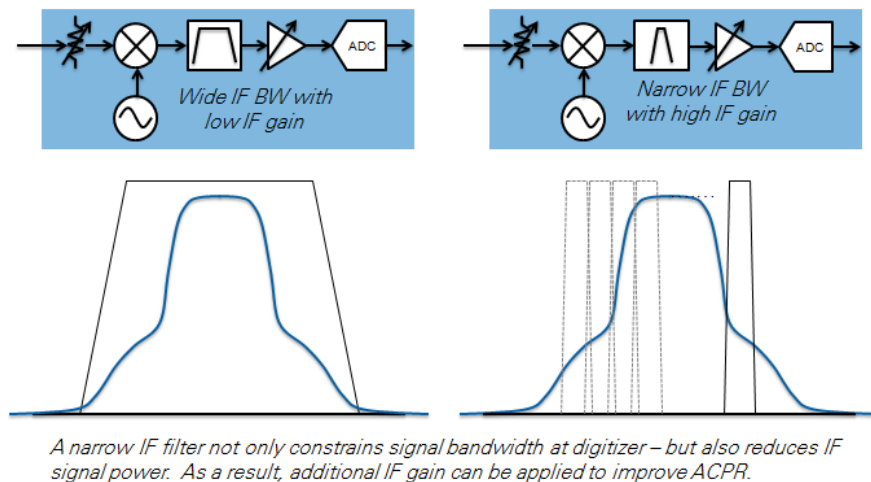 ADC
Wide IF BW with
low IF gain
ADC
Narrow IF BW
with high IF gain
A narrow IF filter not only constrains signal bandwidth at digitizer – but also reduces IF
signal power. As a result, additional IF gain can be applied to improve ACPR.